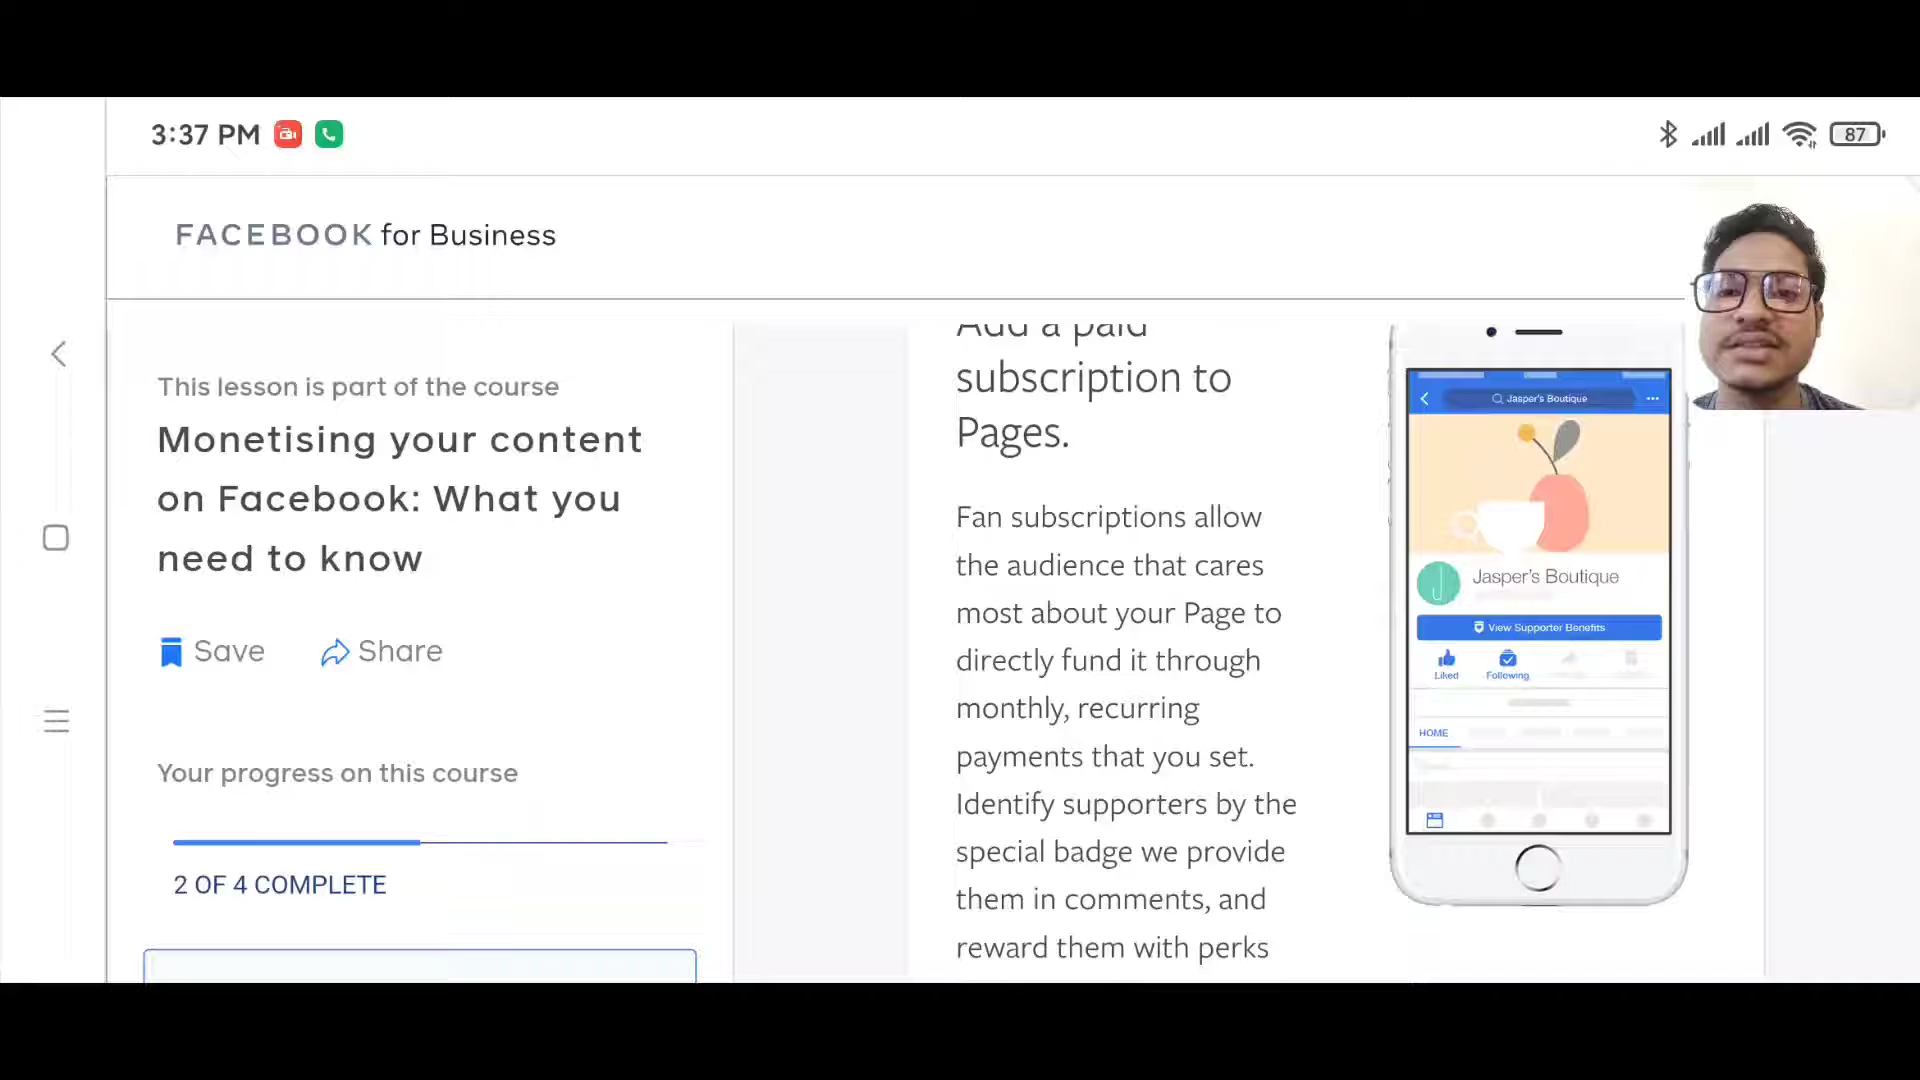 3:37 PM
87
FACEBOOK for Business
This lesson is part of the course
Monetising your content
on Facebook: What you
need to know
Save
Share
Your progress on this course
2 OF 4 COMPLETE
Add a paid
subscription to
Pages.
Fan subscriptions allow
the audience that cares
most about your Page to
directly fund it through
monthly, recurring
payments that you set.
Identify supporters by the
special badge we provide
them in comments, and
reward them with perks
Jasper's Boutique
J
Jasper's Boutique
View Supporter Benefits
Liked
Following
HOME